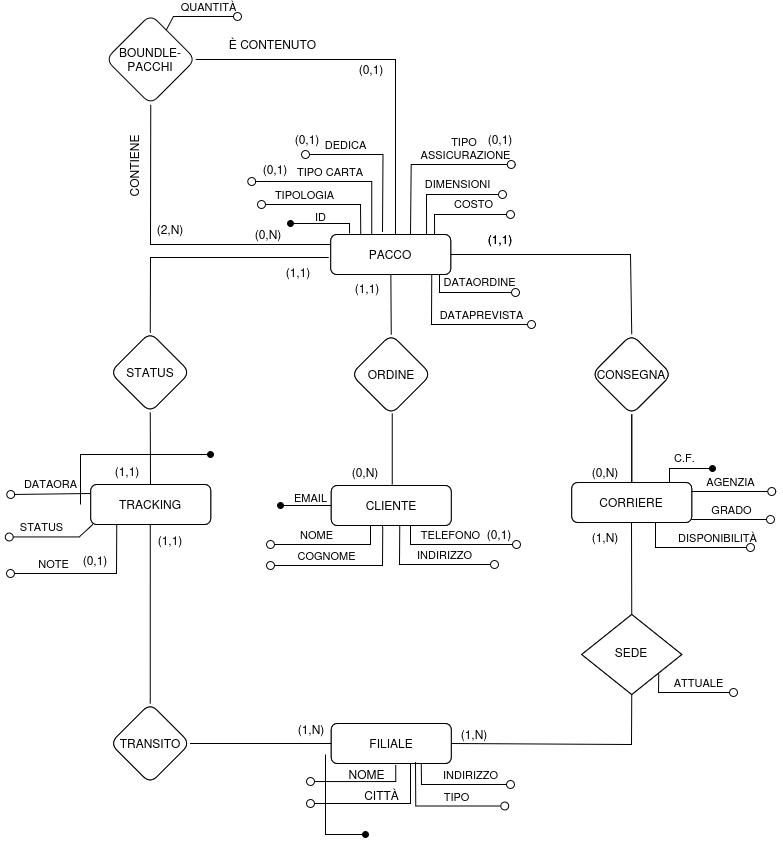 QUANTITÀ
BOUNDLE-
PACCHI
È CONTENUTO
(0,1)
CONTIENE
(0,1)
DEDICA
TIPO
(0,1)
ASSICURAZIONE
(0,1)
TIPO CARTA
DIMENSIONI
TIPOLOGIA
COSTO
ID
(2,N)
(0,N)
(1,1)
PACCO
(1,1)
(1,1)
DATAORDINE
DATAPREVISTA
STATUS
ORDINE
CONSEGNA
(1,1)
(0,N)
(0,N)
C.F.
DATAORA
TRACKING
EMAIL
CLIENTE
CORRIERE
AGENZIA
GRADO
STATUS
(1,1)
NOME
TELEFONO
(0,1)
(1,N)
DISPONIBILITÀ
NOTE
(0,1)
COGNOME
INDIRIZZO
SEDE
ATTUALE
TRANSITO
(1,N)
FILIALE
(1,N)
NOME
INDIRIZZO
CITTÀ
TIPO